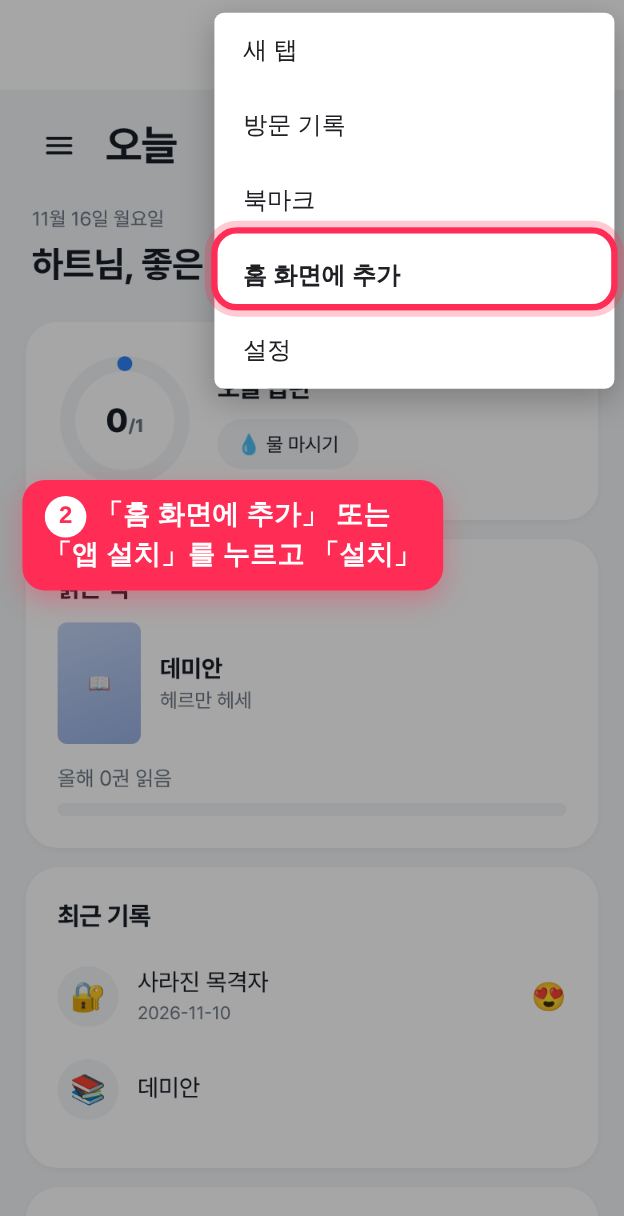 새 탭
방문 기록
북마크
홈 화면에 추가
설정
오늘
11월 16일 월요일
하트님, 좋은
0/1
물 마시기
2 「홈 화면에 추가」 또는
「앱 설치」를 누르고 「설치」
데미안
헤르만 헤세
올해 0권 읽음
최근 기록
사라진 목격자
2026-11-10
데미안